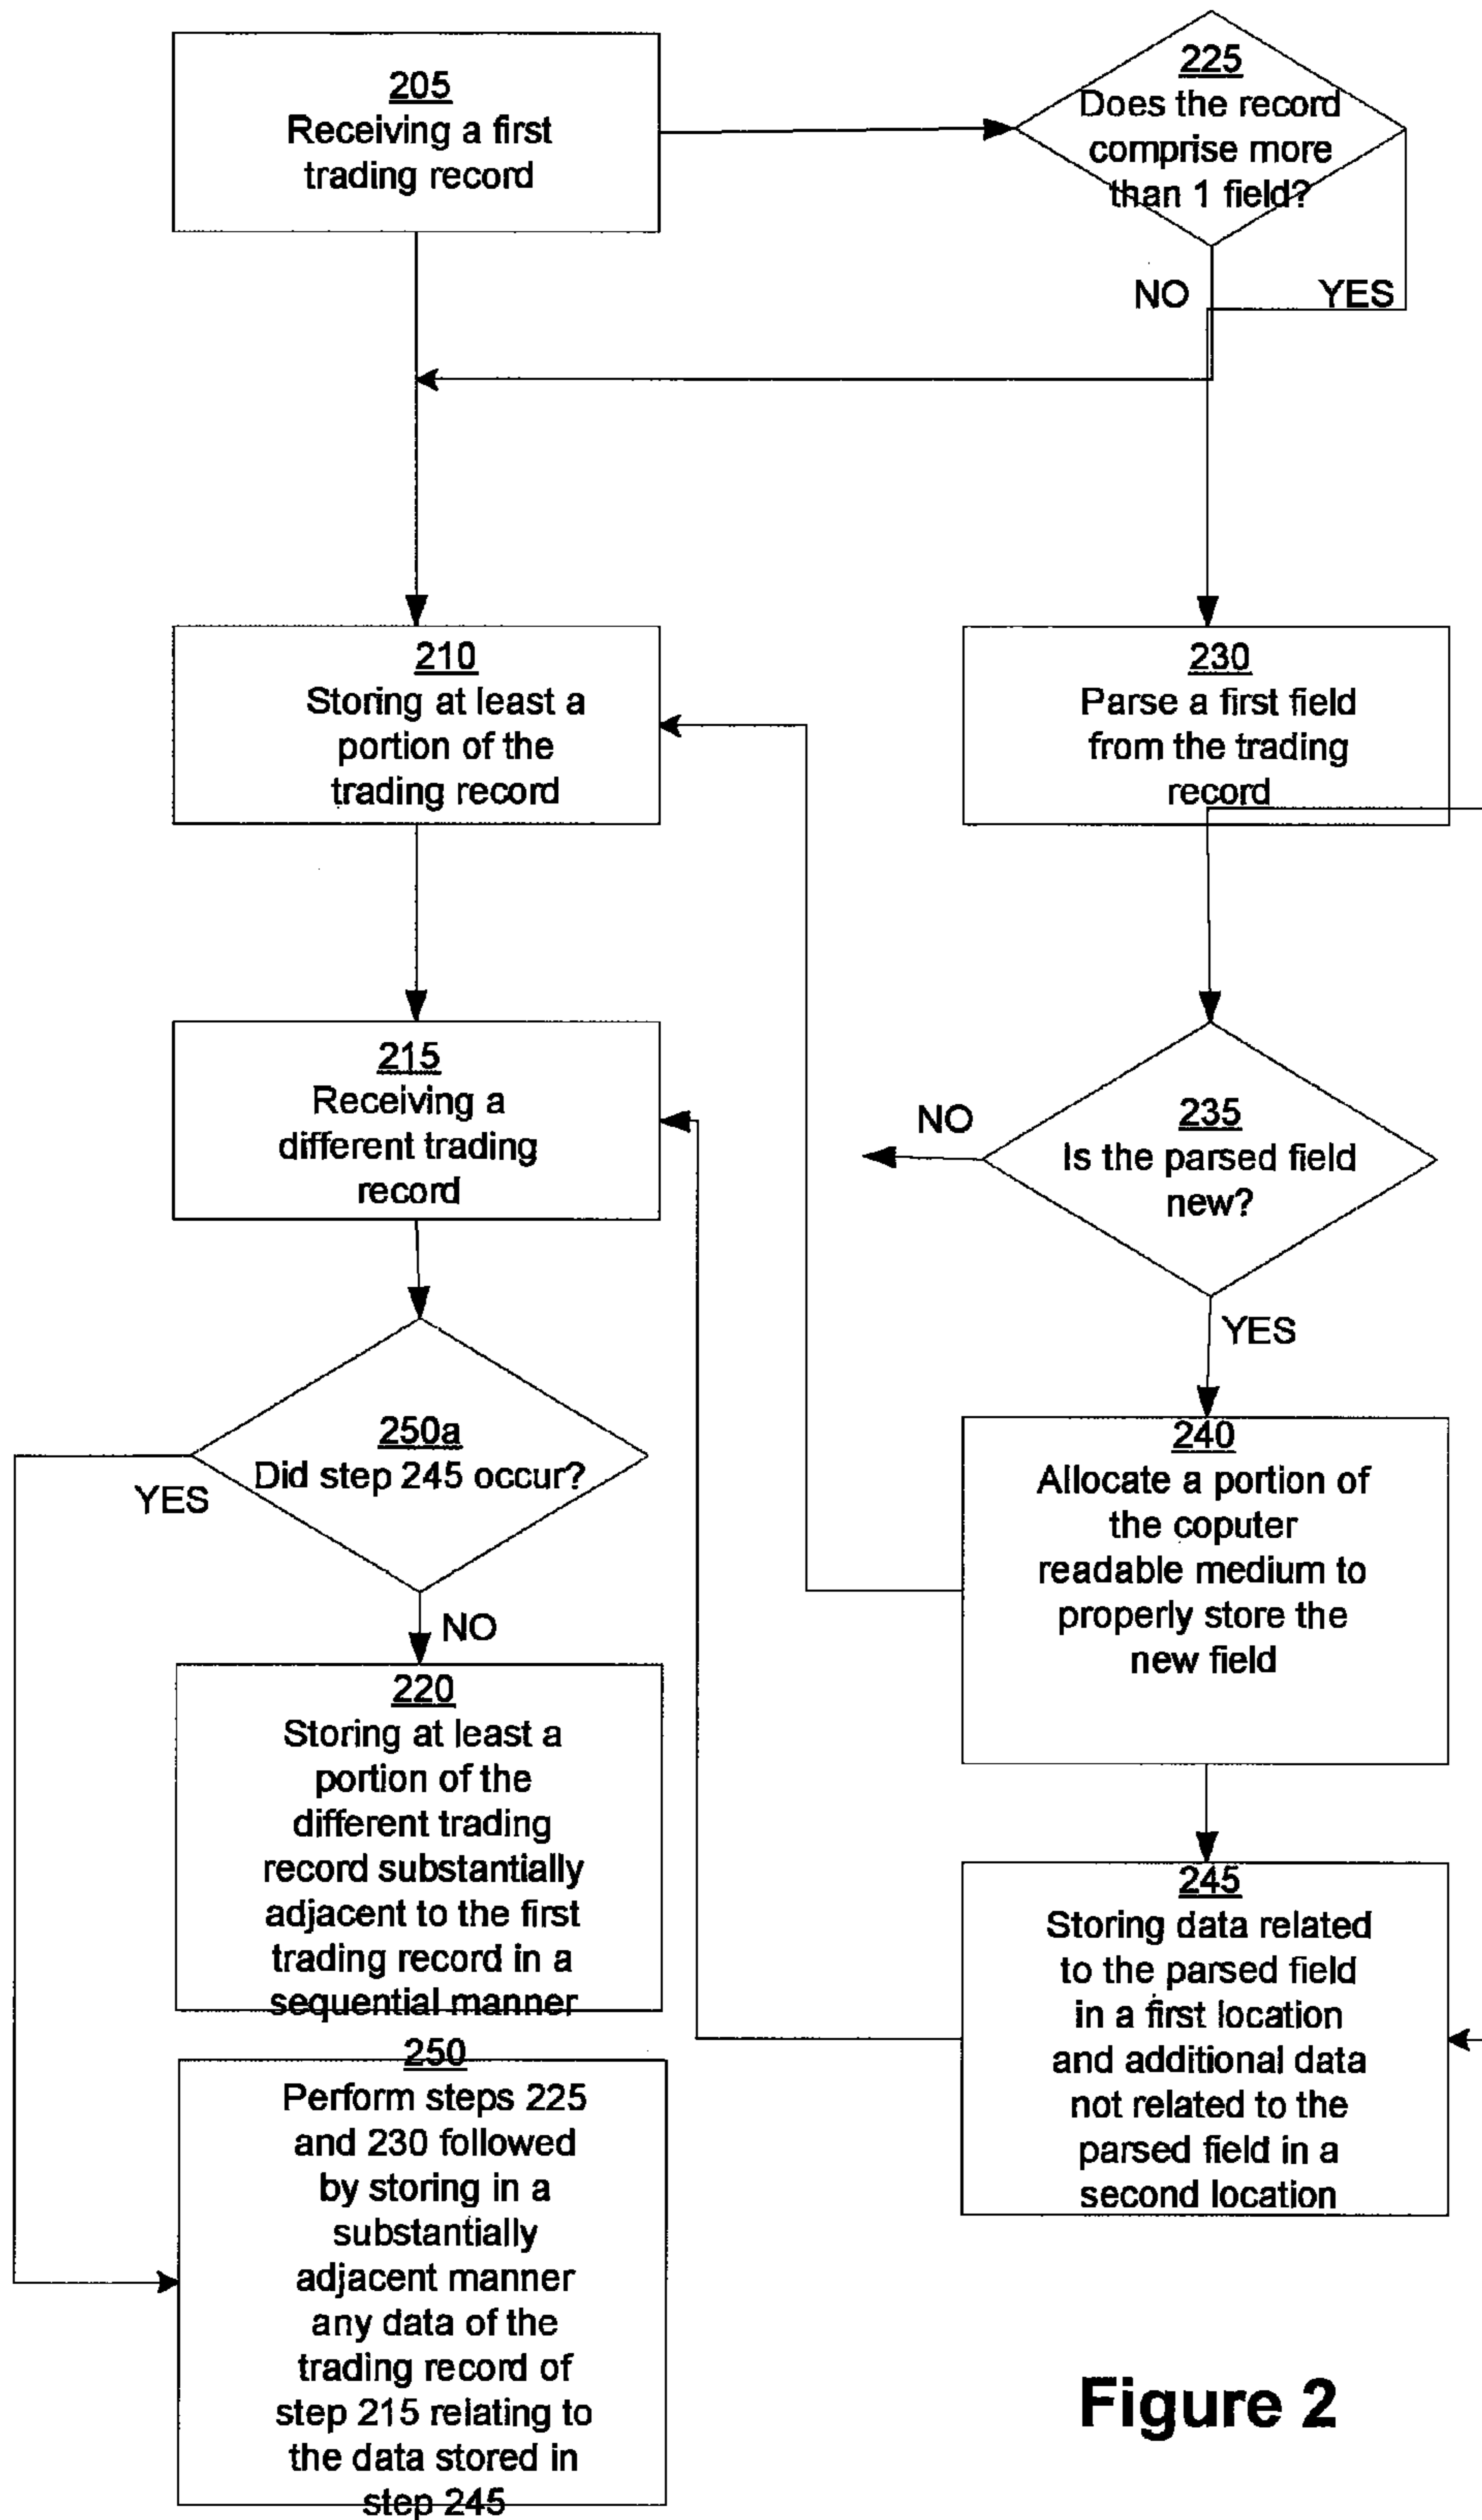 205
Receiving a first
trading record
225
Does the record
comprise more
than 1 field?
NO
YES
210
Storing at least a
portion of the
trading record
230
Parse a first field
from the trading
record
215
Receiving a
different trading
record
NO
235
Is the parsed field
new?
YES
250a
Did step 245 occur?
YES
NO
240
Allocate a portion of
the coputer
readable medium to
properly store the
new field
220
Storing at least a
portion of the
different trading
record substantially
adjacent to the first
trading record in a
sequential manner
245
Storing data related
to the parsed field
in a first location
and additional data
not related to the
parsed field in a
second location
250
Perform steps 225
and 230 followed
by storing in a
substantially
adjacent manner
any data of the
trading record of
step 215 relating to
the data stored in
step 245
Figure 2